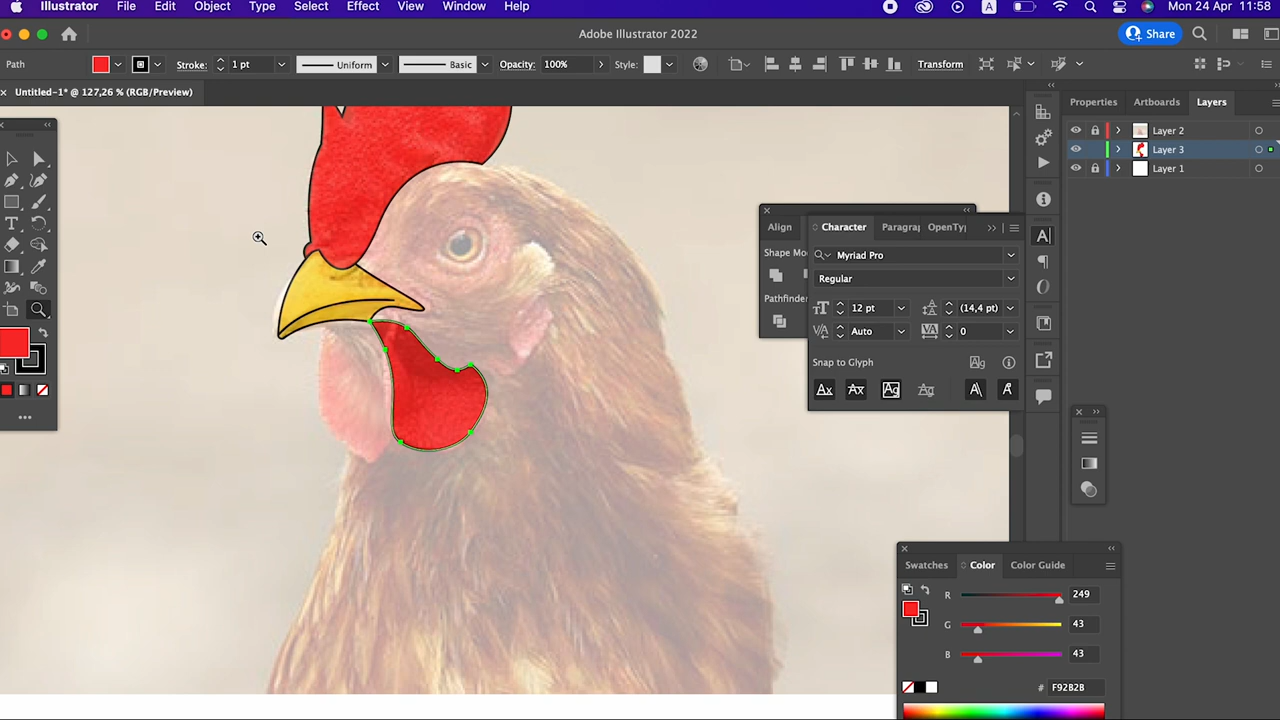 Illustrator File Edit Object Type Select Effect View Window Help A Mon 24 Apr 11:58
Adobe Illustrator 2022 Share
Path Stroke: 1 pt Uniform Basic Opacity: 100% Style: Transform
Untitled-1* @ 127,26 % (RGB/Preview)
Properties Artboards Layers
Layer 2
Layer 3
Layer 1
Align Character Paragra OpenTy
Shape Mo
Myriad Pro
Regular
Pathfinde
12 pt (14,4 pt)
Auto 0
Snap to Glyph
Swatches Color Color Guide
R 249
G 43
B 43
# F92B2B